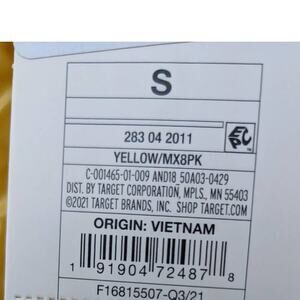 S
283 04 2011
YELLOW/MX8PK
C-001465-01-009 AND18 50A03-0429
DIST. BY TARGET CORPORATION, MPLS., MN 55403
©2021 TARGET BRANDS, INC. SHOP TARGET.COM
ORIGIN: VIETNAM
1 91904 72487 8
F16815507-Q3/21